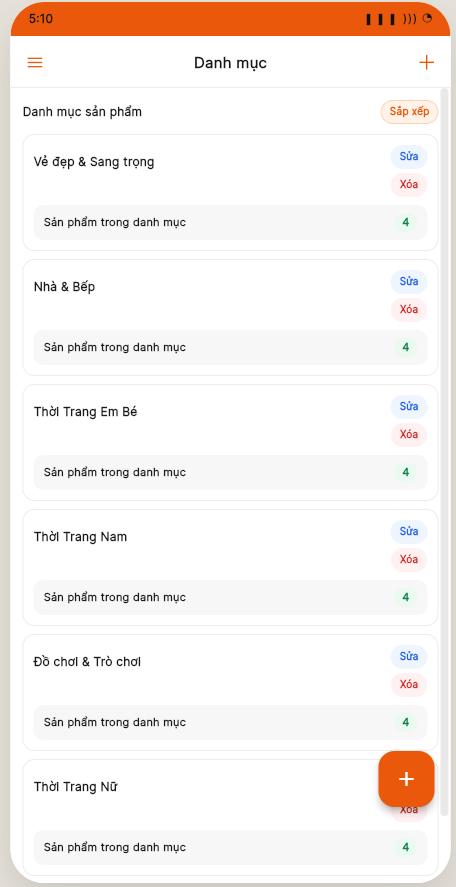 5:10
Danh mục
Danh mục sản phẩm
Sắp xếp
Vẻ đẹp & Sang trọng
Sửa
Xóa
Sản phẩm trong danh mục
4
Nhà & Bếp
Sửa
Xóa
Sản phẩm trong danh mục
4
Thời Trang Em Bé
Sửa
Xóa
Sản phẩm trong danh mục
4
Thời Trang Nam
Sửa
Xóa
Sản phẩm trong danh mục
4
Đồ chơi & Trò chơi
Sửa
Xóa
Sản phẩm trong danh mục
4
Thời Trang Nữ
Xóa
Sản phẩm trong danh mục
4